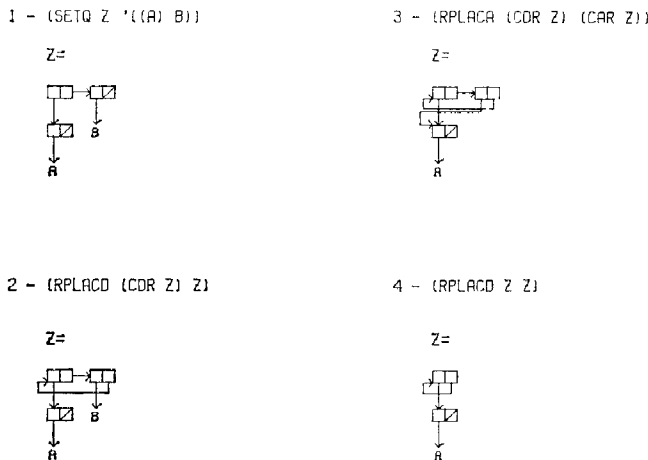 1 - (SETQ Z '((A) B))
Z=
B
A
3 - (RPLACA (CDR Z) (CAR Z))
Z=
A
2 - (RPLACD (CDR Z) Z)
Z=
B
A
4 - (RPLACD Z Z)
Z=
A